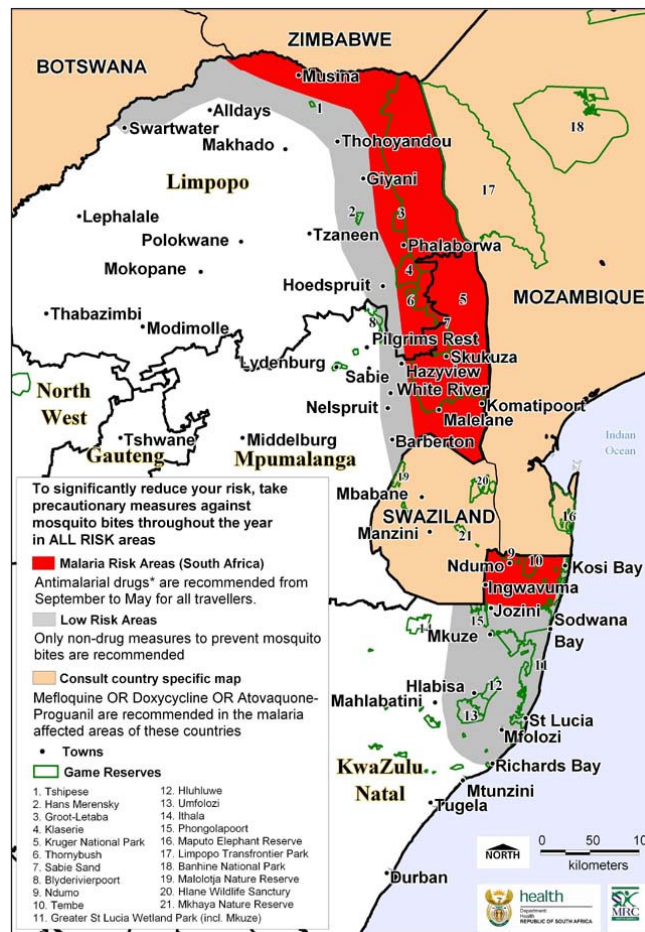 ZIMBABWE
BOTSWANA
Musina
1
18
Alldays
Swartwater
Thohoyandou
Makhado
17
Giyani
Limpopo
Lephalale
2
3
Tzaneen
Polokwane
Phalaborwa
Mokopane
4
Hoedspruit
6
5
MOZAMBIQUE
Thabazimbi
8
7
Modimolle
Pilgrims Rest
Skukuza
Lydenburg
Hazyview
Sabie
North
West
White River
Komatipoort
Nelspruit
Malelane
Tshwane
Middelburg
Barberton
Indian
Ocean
Gauteng
Mpumalanga
19
20
Mbabane
16
SWAZILAND
Manzini
21
9
10
Ndumo
Kosi Bay
Ingwavuma
Jozini
15
Sodwana
Bay
14
Mkuze
11
Hlabisa
12
Mahlabatini
13
St Lucia
Mfolozi
KwaZulu
Natal
Richards Bay
Mtunzini
Tugela
Durban
To significantly reduce your risk, take
precautionary measures against
mosquito bites throughout the year
in ALL RISK areas
Malaria Risk Areas (South Africa)
Antimalarial drugs* are recommended from
September to May for all travellers.
Low Risk Areas
Only non-drug measures to prevent mosquito
bites are recommended
Consult country specific map
Mefloquine OR Doxycycline OR Atovaquone-
Proguanil are recommended in the malaria
affected areas of these countries
Towns
Game Reserves
1. Tshipese
2. Hans Merensky
3. Groot-Letaba
4. Klaserie
5. Kruger National Park
6. Thornybush
7. Sabie Sand
8. Blyderivierpoort
9. Ndumo
10. Tembe
11. Greater St Lucia Wetland Park (incl. Mkuze)
12. Hluhluwe
13. Umfolozi
14. Ithala
15. Phongolapoort
16. Maputo Elephant Reserve
17. Limpopo Transfrontier Park
18. Banhine National Park
19. Malolotja Nature Reserve
20. Hlane Wildlife Sanctury
21. Mkhaya Nature Reserve
NORTH
0 25 50 100
kilometers
health
Department:
Health
REPUBLIC OF SOUTH AFRICA
MRC